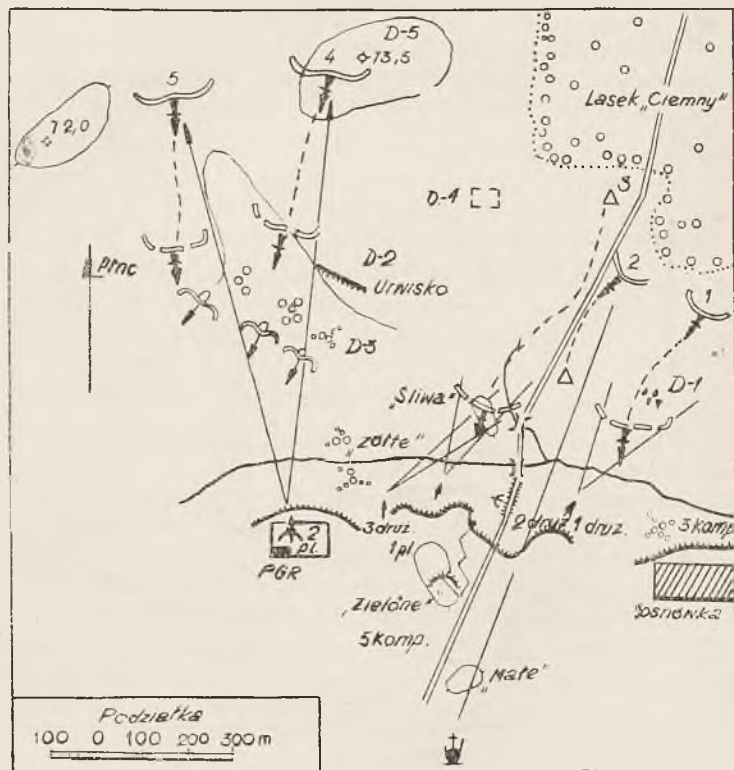 D-5
4
73,5
5
72,0
Lasek „Ciemny"
3
D-4
2
D-2
Urwisko
1
Płnc
D-3
„Śliwa"
D-1
„Żółte"
2
pl.
PGR
3 druż.
1 pl.
2 druż.
1 druż.
3 komp.
„Zielone"
5 komp.
Sosnówka
„Małe"
Podziałka
100 0 100 200 300 m